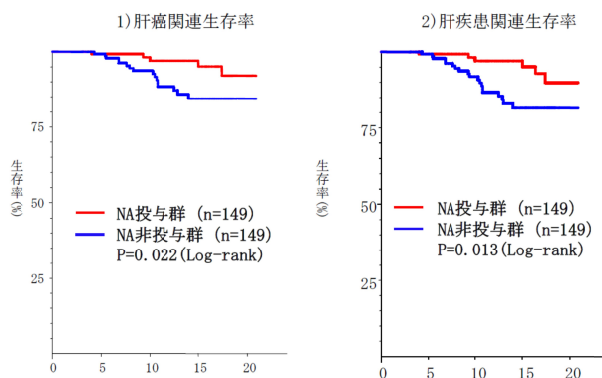 1)肝癌関連生存率
75
50
25
0 5 10 15 20
生存率(%)
NA投与群 (n=149)
NA非投与群 (n=149)
P=0.022(Log-rank)
2)肝疾患関連生存率
75
50
25
0 5 10 15 20
生存率(%)
NA投与群 (n=149)
NA非投与群 (n=149)
P=0.013(Log-rank)